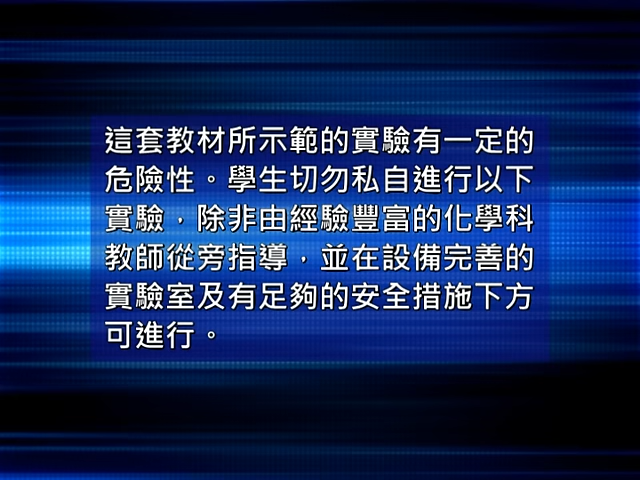 這套教材所示範的實驗有一定的
危險性。學生切勿私自進行以下
實驗，除非由經驗豐富的化學科
教師從旁指導，並在設備完善的
實驗室及有足夠的安全措施下方
可進行。